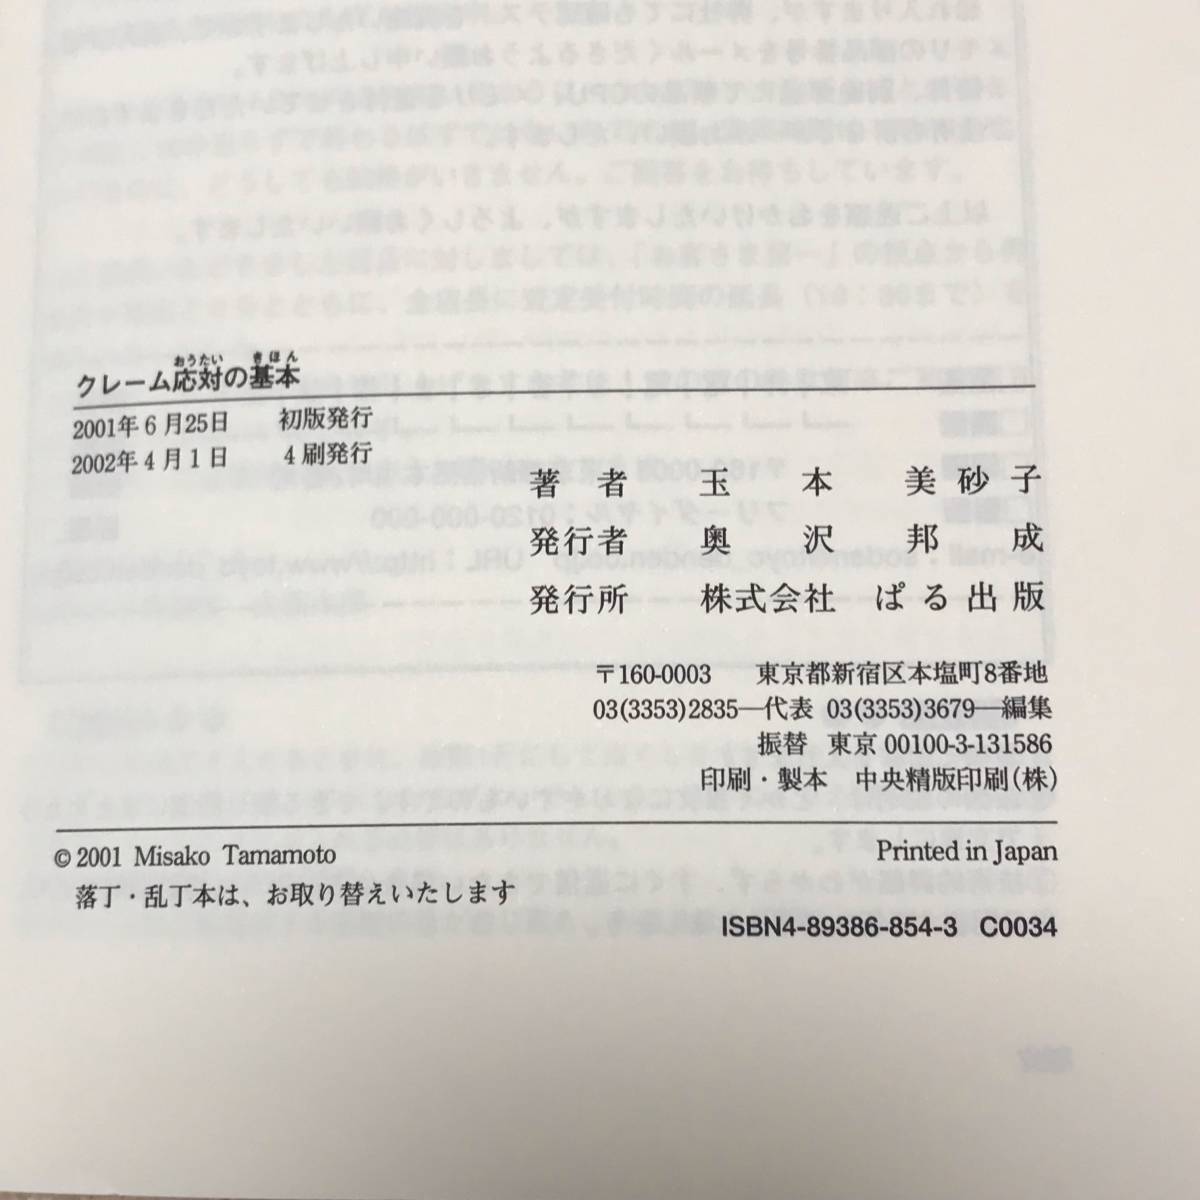 おうたい きほん
クレーム応対の基本
2001年6月25日 初版発行
2002年4月1日 4刷発行
著者 玉本美砂子
発行者 奥沢邦成
発行所 株式会社 ぱる出版
〒160-0003 東京都新宿区本塩町8番地
03(3353)2835―代表 03(3353)3679―編集
振替 東京 00100-3-131586
印刷・製本 中央精版印刷(株)
© 2001 Misako Tamamoto Printed in Japan
落丁・乱丁本は、お取り替えいたします
ISBN4-89386-854-3 C0034